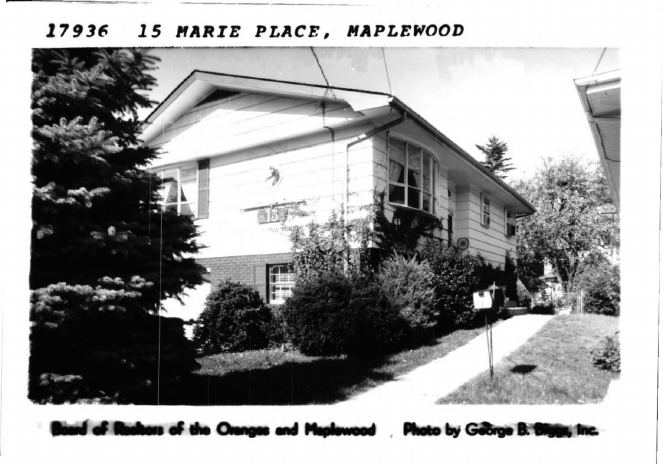 17936 15 MARIE PLACE, MAPLEWOOD
15
Board of Realtors of the Oranges and Maplewood Photo by George B. Biggs, Inc.